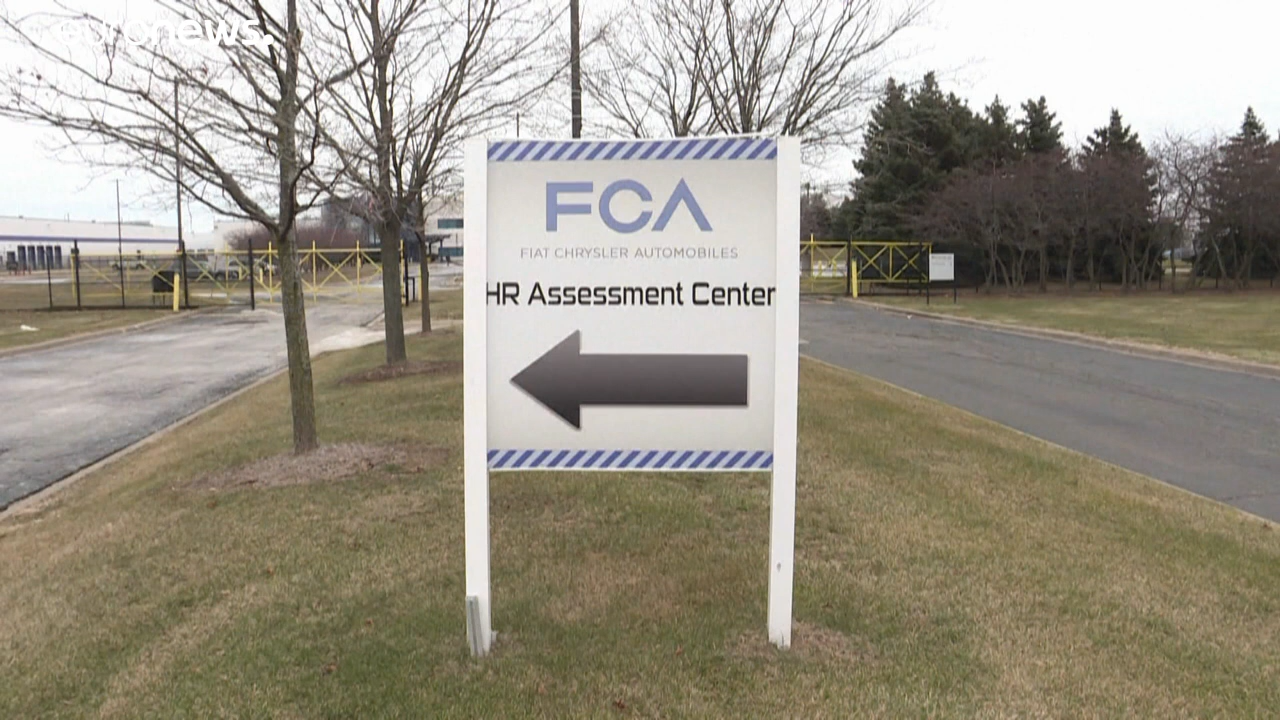 euronews.
FCA
FIAT CHRYSLER AUTOMOBILES
HR Assessment Center